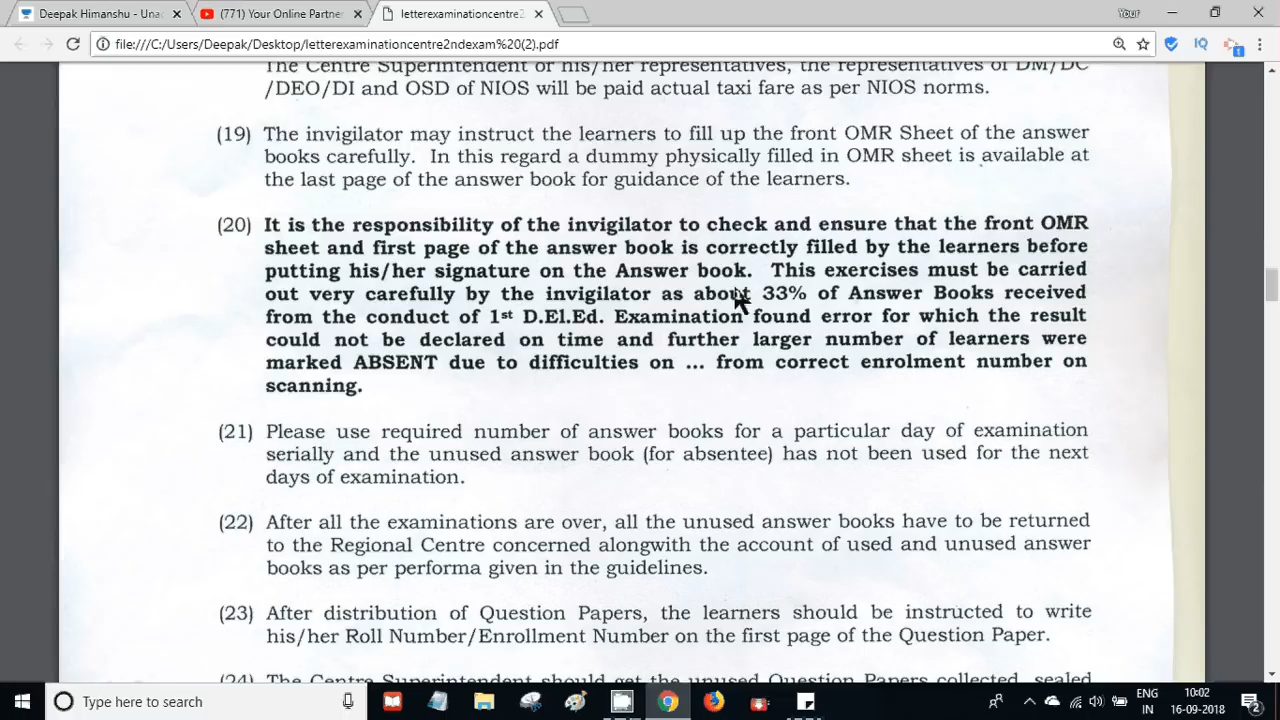 Deepak Himanshu - Unac
(771) Your Online Partner
letterexaminationcentre2
Your
file:///C:/Users/Deepak/Desktop/letterexaminationcentre2ndexam%20(2).pdf
The Centre Superintendent or his/her representatives, the representatives of DM/DC
/DEO/DI and OSD of NIOS will be paid actual taxi fare as per NIOS norms.
(19) The invigilator may instruct the learners to fill up the front OMR Sheet of the answer
books carefully. In this regard a dummy physically filled in OMR sheet is available at
the last page of the answer book for guidance of the learners.
(20) It is the responsibility of the invigilator to check and ensure that the front OMR
sheet and first page of the answer book is correctly filled by the learners before
putting his/her signature on the Answer book. This exercises must be carried
out very carefully by the invigilator as about 33% of Answer Books received
from the conduct of 1st D.El.Ed. Examination found error for which the result
could not be declared on time and further larger number of learners were
marked ABSENT due to difficulties on ... from correct enrolment number on
scanning.
(21) Please use required number of answer books for a particular day of examination
serially and the unused answer book (for absentee) has not been used for the next
days of examination.
(22) After all the examinations are over, all the unused answer books have to be returned
to the Regional Centre concerned alongwith the account of used and unused answer
books as per performa given in the guidelines.
(23) After distribution of Question Papers, the learners should be instructed to write
his/her Roll Number/Enrollment Number on the first page of the Question Paper.
(24) The Centre Superintendent should get the unused Question Papers collected, sealed
Type here to search
ENG
IN
10:02
16-09-2018